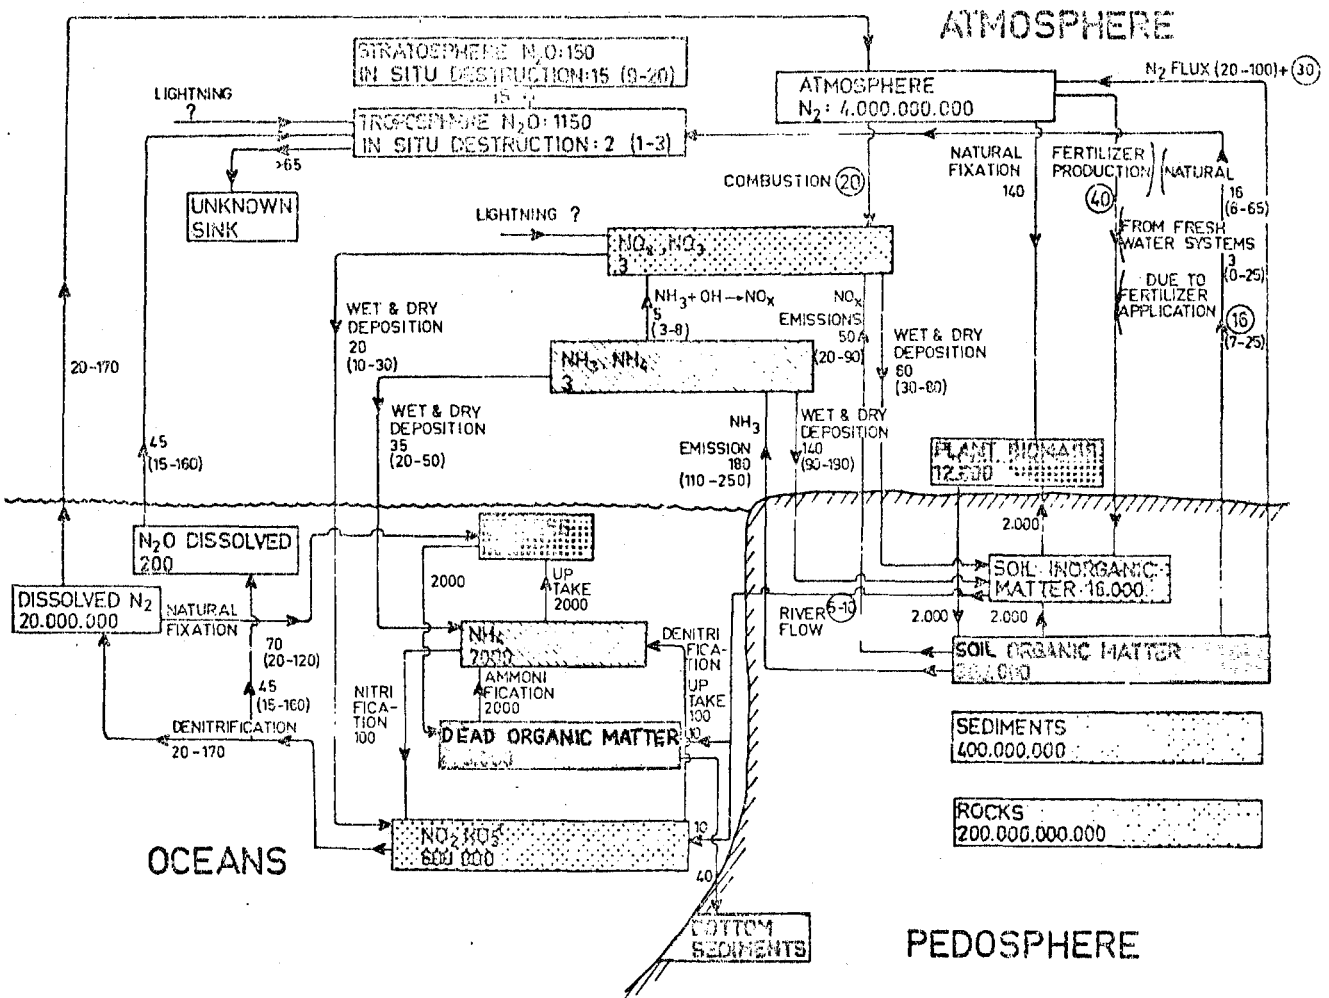 ATMOSPHERE
STRATOSPHERE N2O:150
IN SITU DESTRUCTION:15 (9-20)
N2 FLUX (20-100)+30
ATMOSPHERE
N2: 4.000.000.000
LIGHTNING
?
TROPOSPHERE N2O:1150
IN SITU DESTRUCTION:2 (1-3)
>65
UNKNOWN
SINK
COMBUSTION 20
NATURAL
FIXATION
140
FERTILIZER
PRODUCTION
40
NATURAL
16
(6-65)
FROM FRESH
WATER SYSTEMS
3
(0-25)
DUE TO
FERTILIZER
APPLICATION
16
(7-25)
LIGHTNING ?
3
NH3+OH→NOX
5
(3-8)
NOX
EMISSIONS
50
(20-90)
WET & DRY
DEPOSITION
20
(10-30)
WET & DRY
DEPOSITION
60
(30-80)
NH3, NH4
3
20-170
WET & DRY
DEPOSITION
35
(20-50)
NH3
EMISSION
180
(110-250)
WET & DRY
DEPOSITION
140
(90-190)
45
(15-160)
PLANT BIOMASS
12.000
2.000
N2O DISSOLVED
200
DISSOLVED N2
20.000.000
NATURAL
FIXATION
70
(20-120)
2000
UP
TAKE
2000
SOIL INORGANIC
MATTER 16.000
RIVER
FLOW
5-10
2.000
2.000
NH4
7000
DENITRI
FICA-
TION
SOIL ORGANIC MATTER
AMMONI
FICATION
2000
UP
TAKE
100
45
(15-160)
NITRI
FICA-
TION
100
DENITRIFICATION
20-170
DEAD ORGANIC MATTER
10
SEDIMENTS
400.000.000
ROCKS
200.000.000.000
600.000
10
OCEANS
40
BOTTOM
SEDIMENTS
PEDOSPHERE